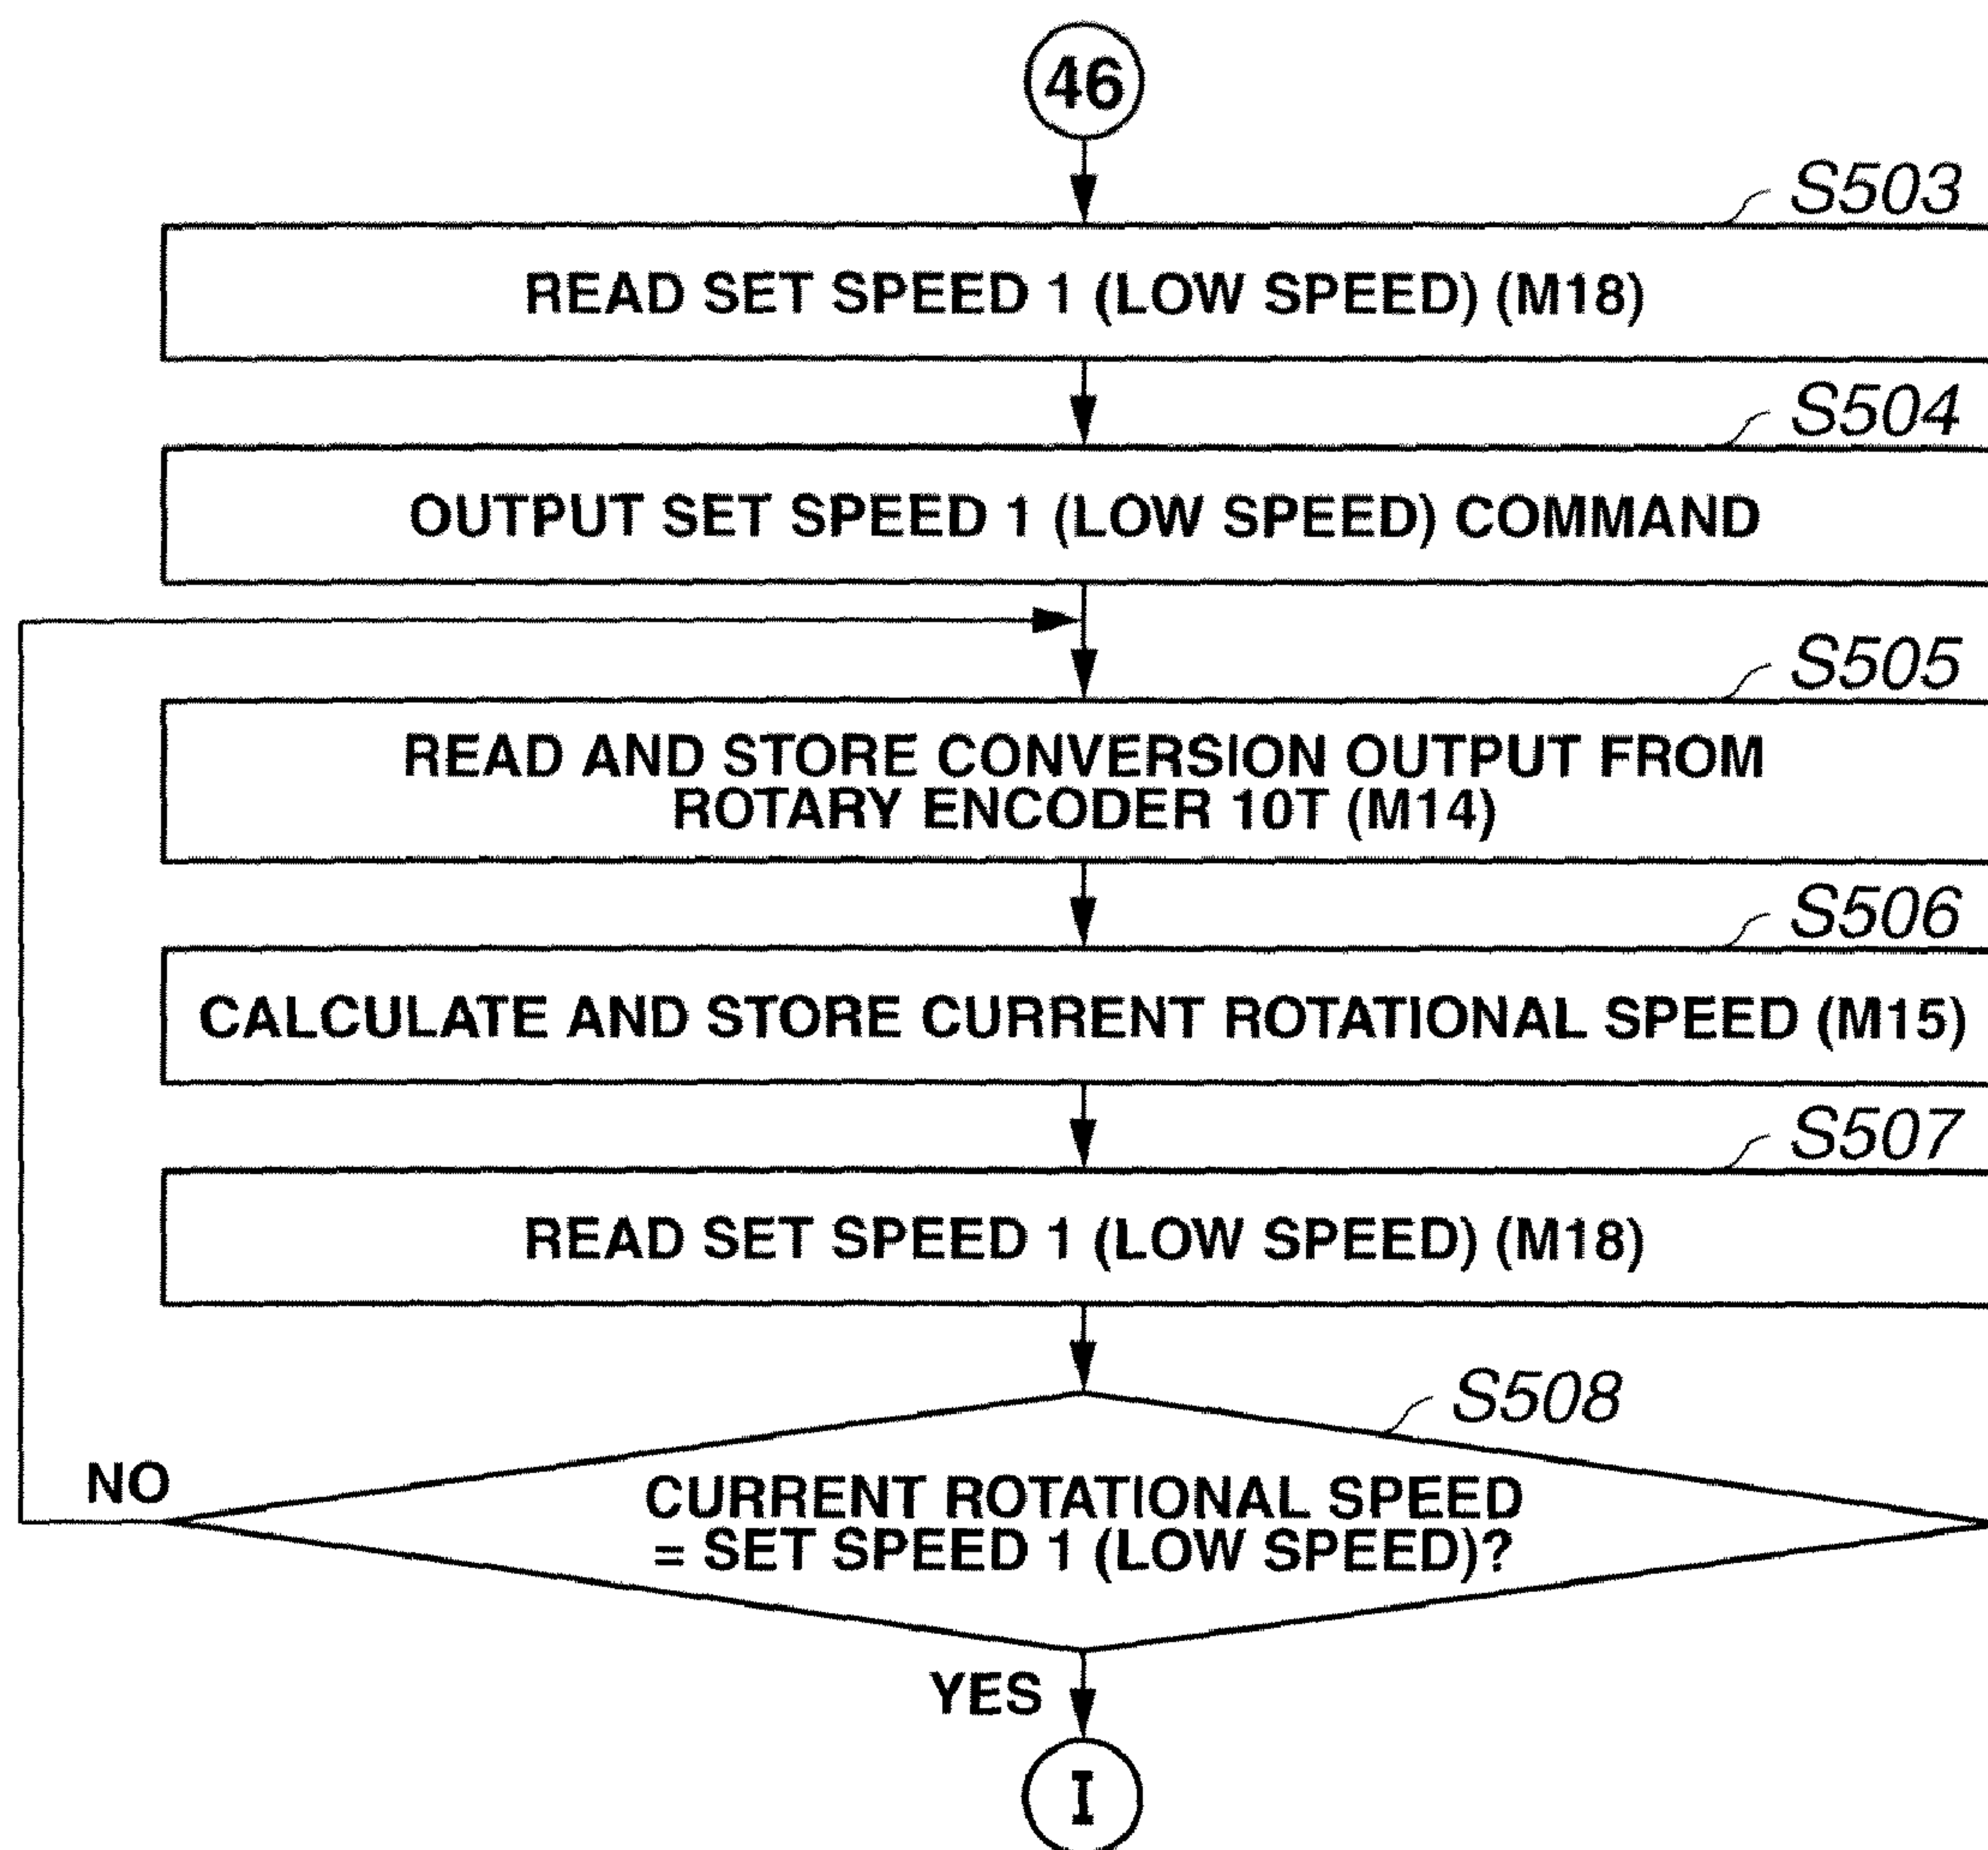 46
S503
READ SET SPEED 1 (LOW SPEED) (M18)
S504
OUTPUT SET SPEED 1 (LOW SPEED) COMMAND
S505
READ AND STORE CONVERSION OUTPUT FROM
ROTARY ENCODER 10T (M14)
S506
CALCULATE AND STORE CURRENT ROTATIONAL SPEED (M15)
S507
READ SET SPEED 1 (LOW SPEED) (M18)
S508
NO
CURRENT ROTATIONAL SPEED
= SET SPEED 1 (LOW SPEED)?
YES
I